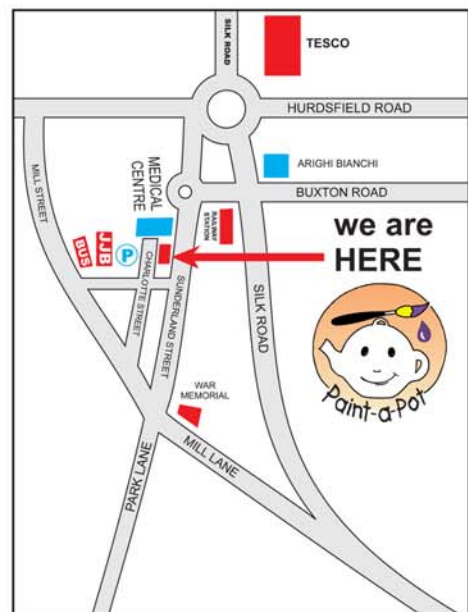 SILK ROAD
TESCO
HURDSFIELD ROAD
MILL STREET
MEDICAL
CENTRE
ARIGHI BIANCHI
BUXTON ROAD
RAILWAY
STATION
we are
HERE
BUS
JJB
P
CHARLOTTE STREET
SUNDERLAND STREET
SILK ROAD
WAR
MEMORIAL
Paint-a-Pot
MILL LANE
PARK LANE